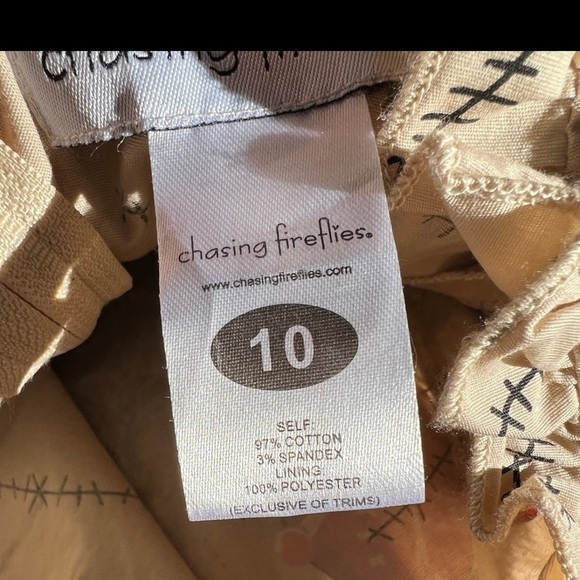 chasing fireflies®
www.chasingfireflies.com
10
SELF:
97% COTTON
3% SPANDEX
LINING
100% POLYESTER
(EXCLUSIVE OF TRIMS)